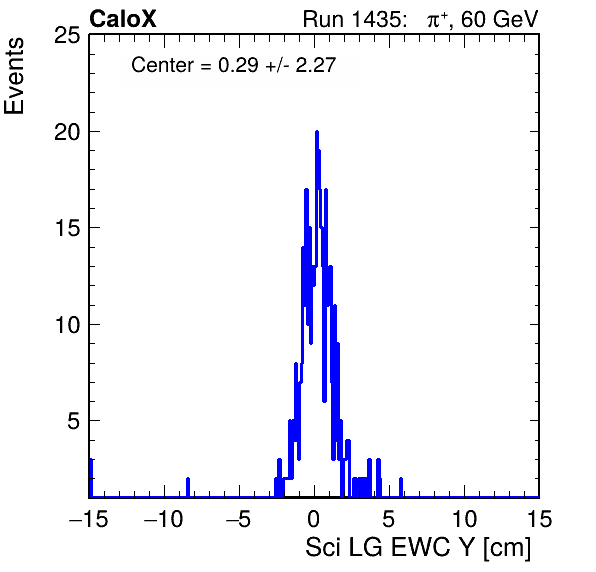 CaloX Run 1435: π⁺, 60 GeV
Center = 0.29 +/- 2.27
Events
25
20
15
10
5
−15 −10 −5 0 5 10 15
Sci LG EWC Y [cm]